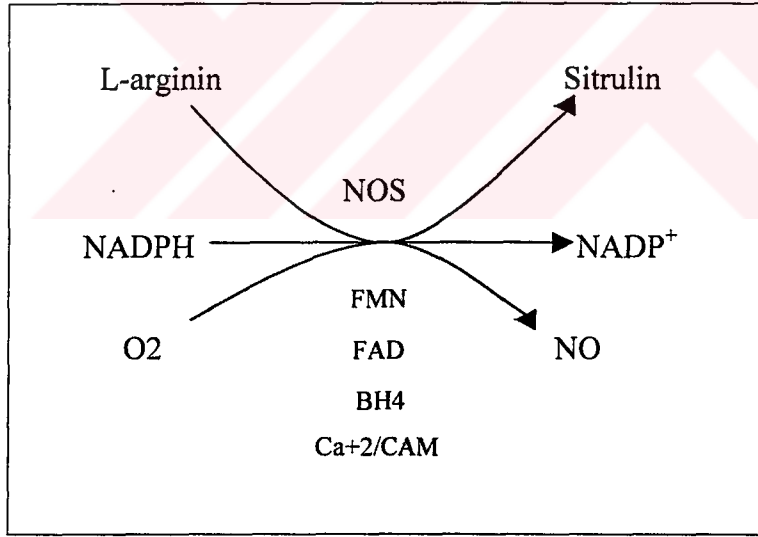 L-arginin Sitrulin
NOS
NADPH NADP⁺
FMN
O2 FAD NO
BH4
Ca+2/CAM